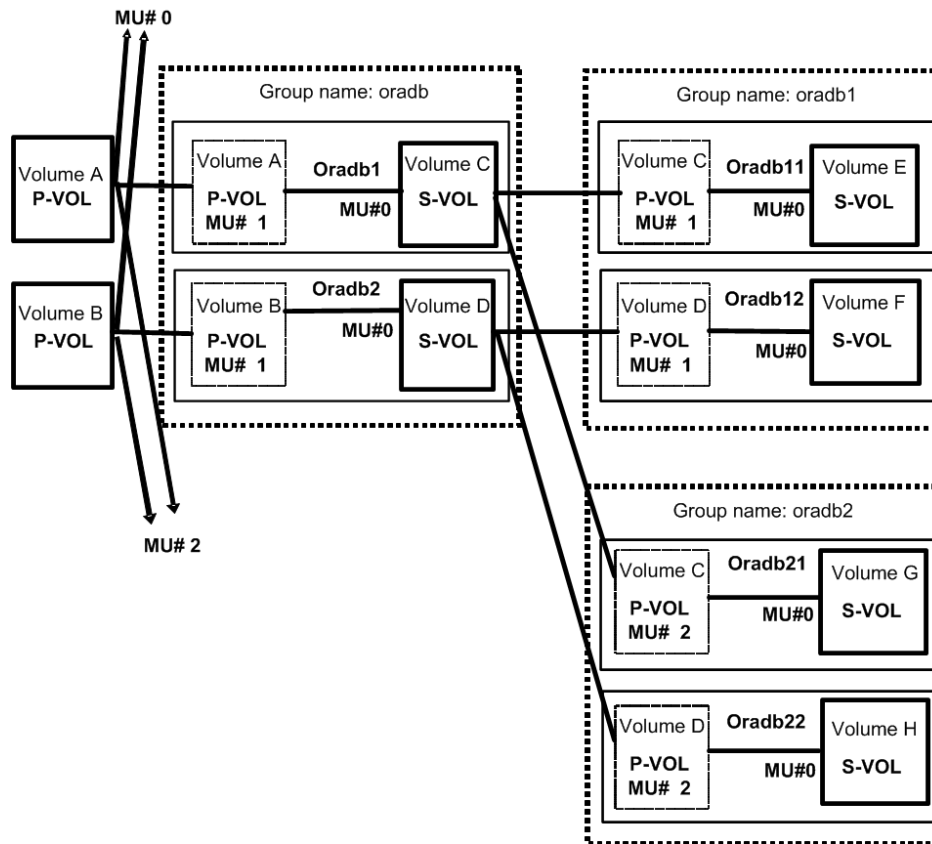 MU# 0
Group name: oradb
Group name: oradb1
Volume A
P-VOL
Volume A
P-VOL
MU# 1
Oradb1
MU#0
Volume C
S-VOL
Volume C
P-VOL
MU# 1
Oradb11
MU#0
Volume E
S-VOL
Volume B
P-VOL
Volume B
P-VOL
MU# 1
Oradb2
MU#0
Volume D
S-VOL
Volume D
P-VOL
MU# 1
Oradb12
MU#0
Volume F
S-VOL
MU# 2
Group name: oradb2
Volume C
P-VOL
MU# 2
Oradb21
MU#0
Volume G
S-VOL
Volume D
P-VOL
MU# 2
Oradb22
MU#0
Volume H
S-VOL